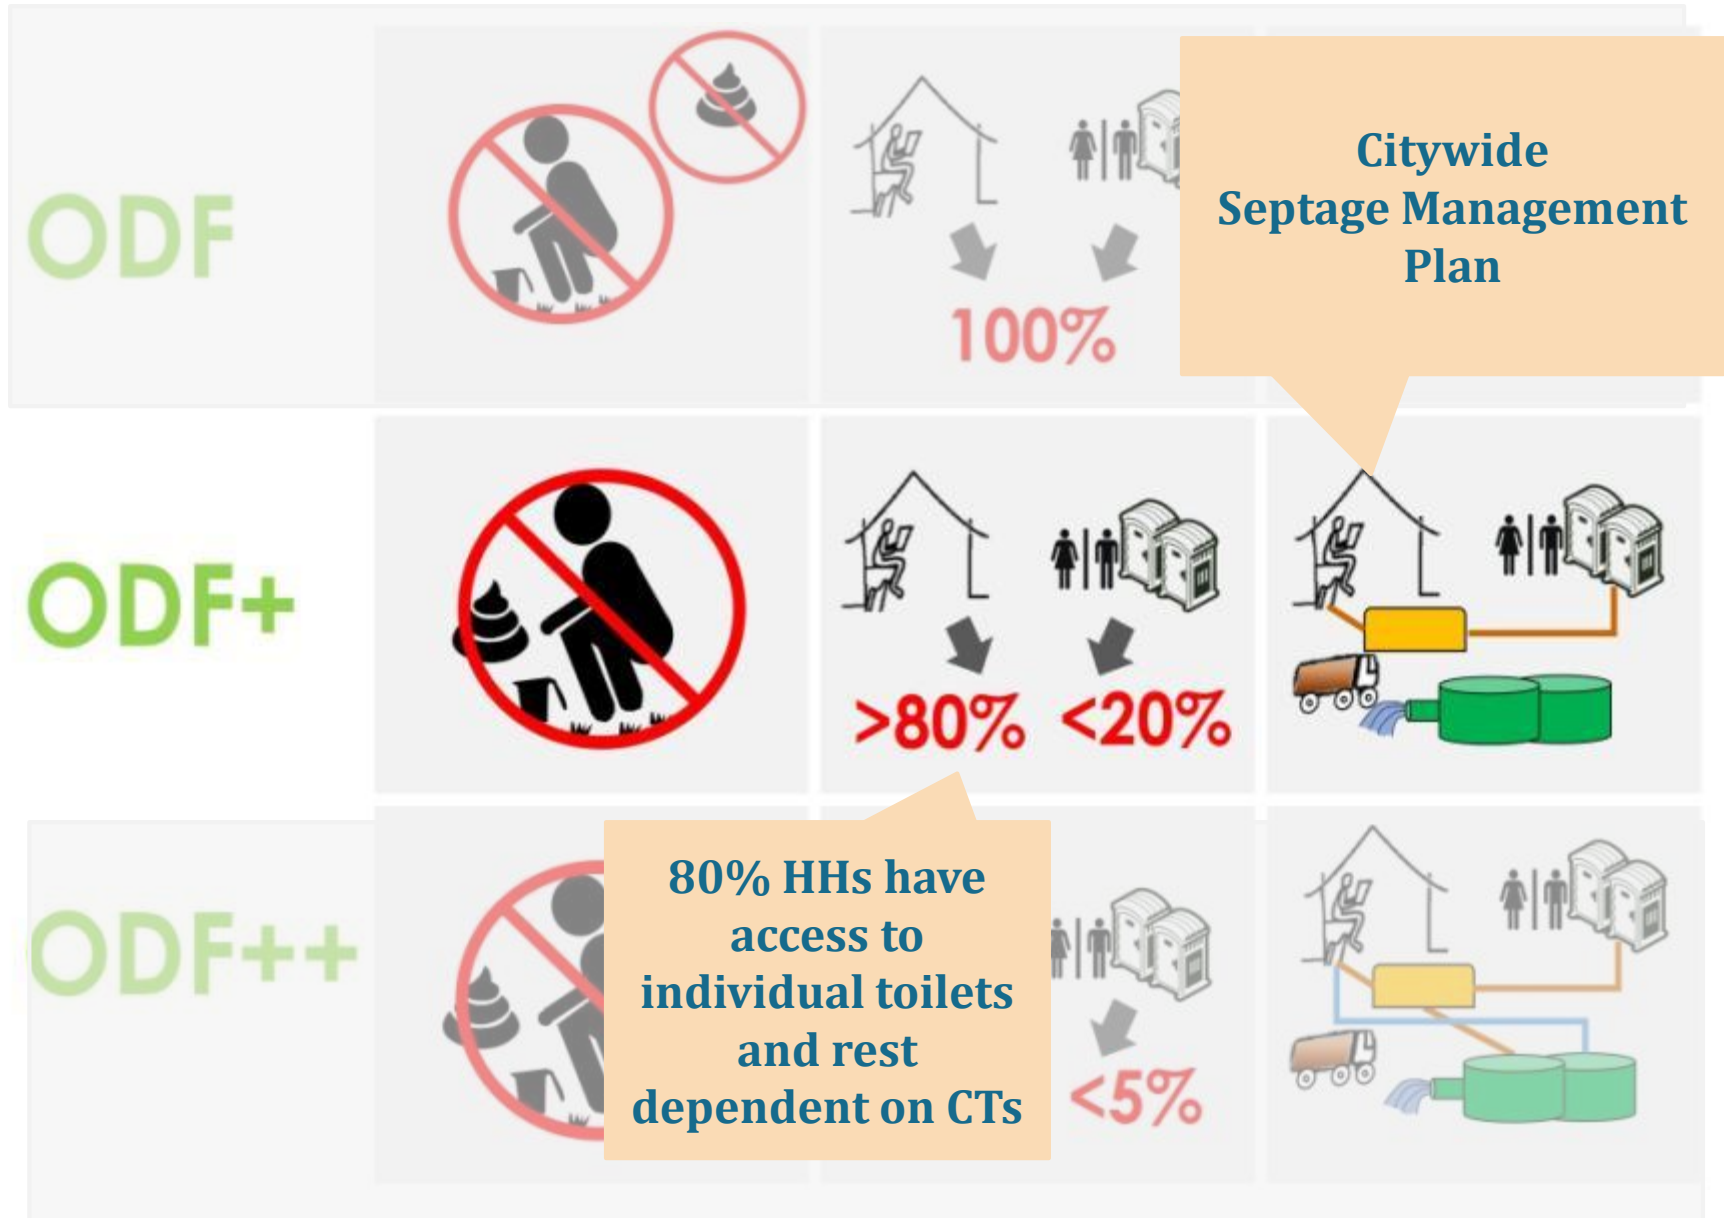 ODF
100%
Citywide
Septage Management
Plan
ODF+
>80% <20%
ODF++
80% HHs have
access to
individual toilets
and rest
dependent on CTs
<5%